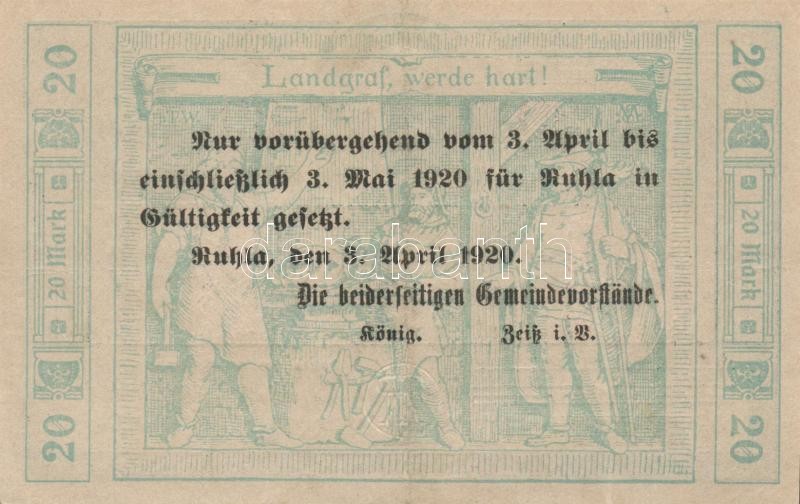 20
20 Mark
20
Landgraf, werde hart!
Nur vorübergehend vom 3. April bis
einschließlich 3. Mai 1920 für Ruhla in
Gültigkeit gesetzt.
Ruhla, den 3. April 1920.
Die beiderseitigen Gemeindevorstände.
König. Zeiß i. V.
darabanth
20
20 Mark
20